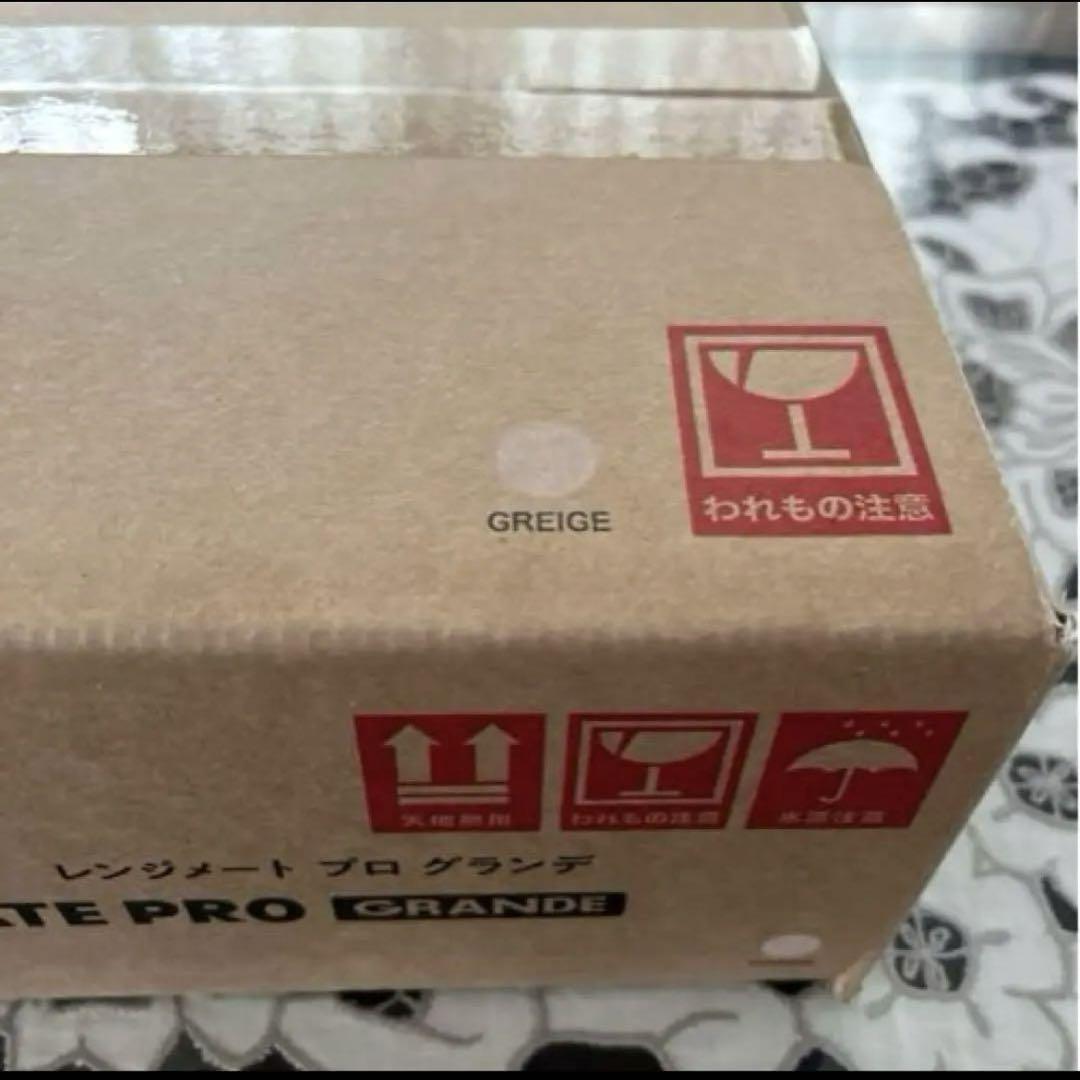 GREIGE
われもの注意
天地無用
われもの注意
水濡注意
レンジメート プロ グランデ
ATE PRO GRANDE